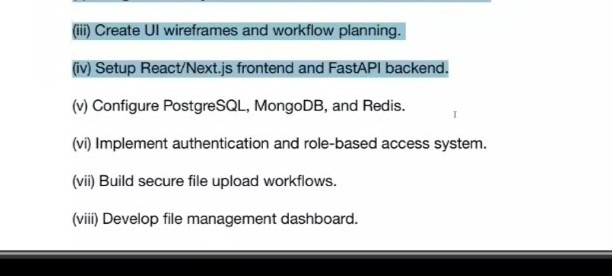 (iii) Create UI wireframes and workflow planning.
(iv) Setup React/Next.js frontend and FastAPI backend.
(v) Configure PostgreSQL, MongoDB, and Redis.
(vi) Implement authentication and role-based access system.
(vii) Build secure file upload workflows.
(viii) Develop file management dashboard.